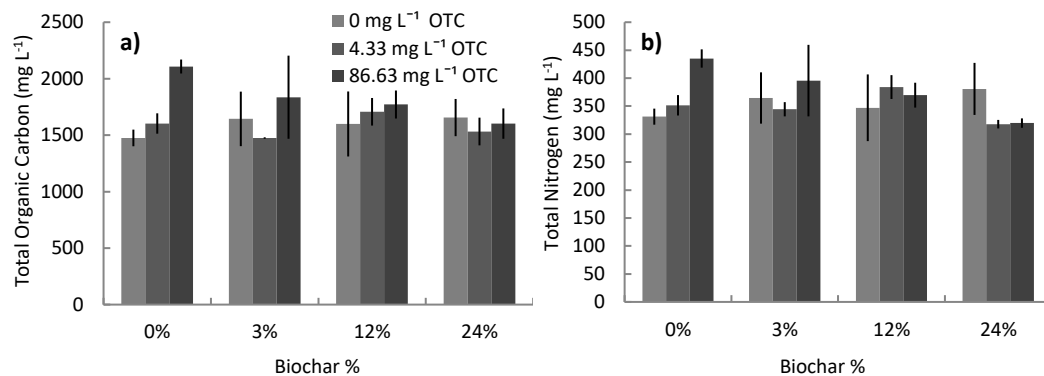 a)
0 mg L⁻¹ OTC
4.33 mg L⁻¹ OTC
86.63 mg L⁻¹ OTC
Total Organic Carbon (mg L-1)
2500
2000
1500
1000
500
0
0% 3% 12% 24%
Biochar %
b)
Total Nitrogen (mg L-1)
500
450
400
350
300
250
200
150
100
50
0
0% 3% 12% 24%
Biochar %